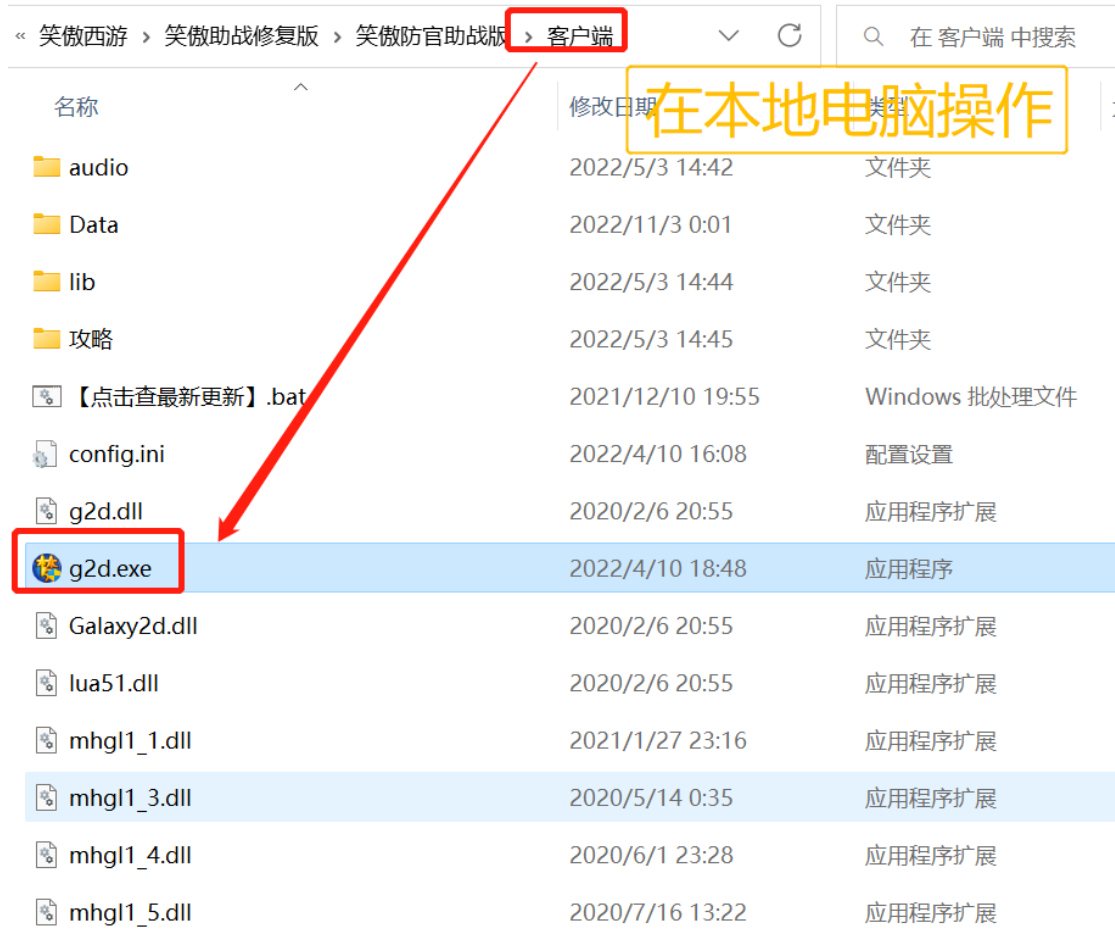 « 笑傲西游 › 笑傲助战修复版 › 笑傲防官助战版 › 客户端 在 客户端 中搜索
在本地电脑操作
名称 修改日期 类型
audio 2022/5/3 14:42 文件夹
Data 2022/11/3 0:01 文件夹
lib 2022/5/3 14:44 文件夹
攻略 2022/5/3 14:45 文件夹
【点击查最新更新】.bat 2021/12/10 19:55 Windows 批处理文件
config.ini 2022/4/10 16:08 配置设置
g2d.dll 2020/2/6 20:55 应用程序扩展
g2d.exe 2022/4/10 18:48 应用程序
Galaxy2d.dll 2020/2/6 20:55 应用程序扩展
lua51.dll 2020/2/6 20:55 应用程序扩展
mhgl1_1.dll 2021/1/27 23:16 应用程序扩展
mhgl1_3.dll 2020/5/14 0:35 应用程序扩展
mhgl1_4.dll 2020/6/1 23:28 应用程序扩展
mhgl1_5.dll 2020/7/16 13:22 应用程序扩展